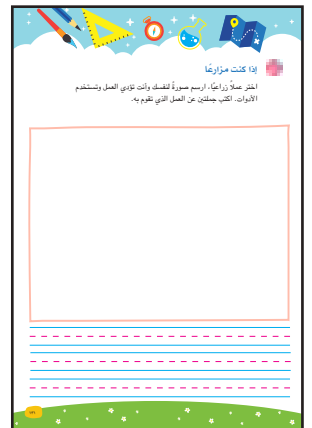 إذا كنت مزارعًا
اختر عملًا زراعيًّا، ارسم صورةً لنفسك وأنت تؤدي العمل وتستخدم
الأدوات. اكتب جملتين عن العمل الذي تقوم به.